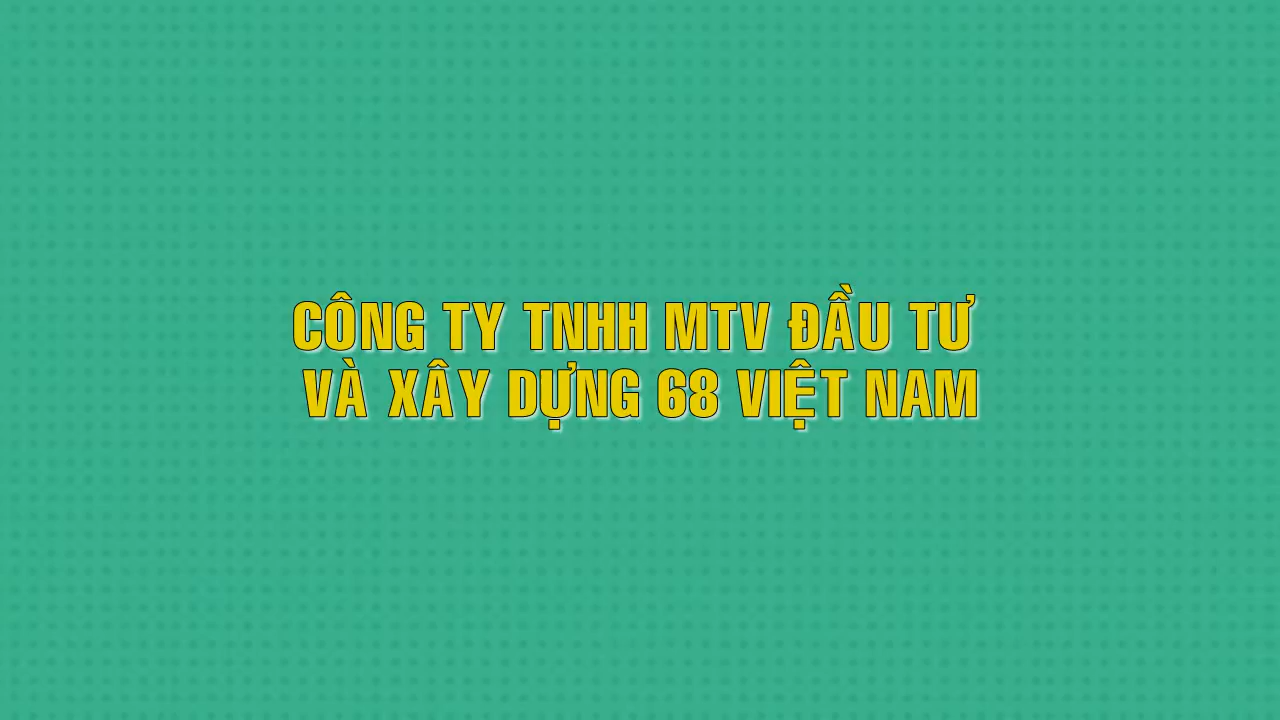 CÔNG TY TNHH MTV ĐẦU TƯ
VÀ XÂY DỰNG 68 VIỆT NAM